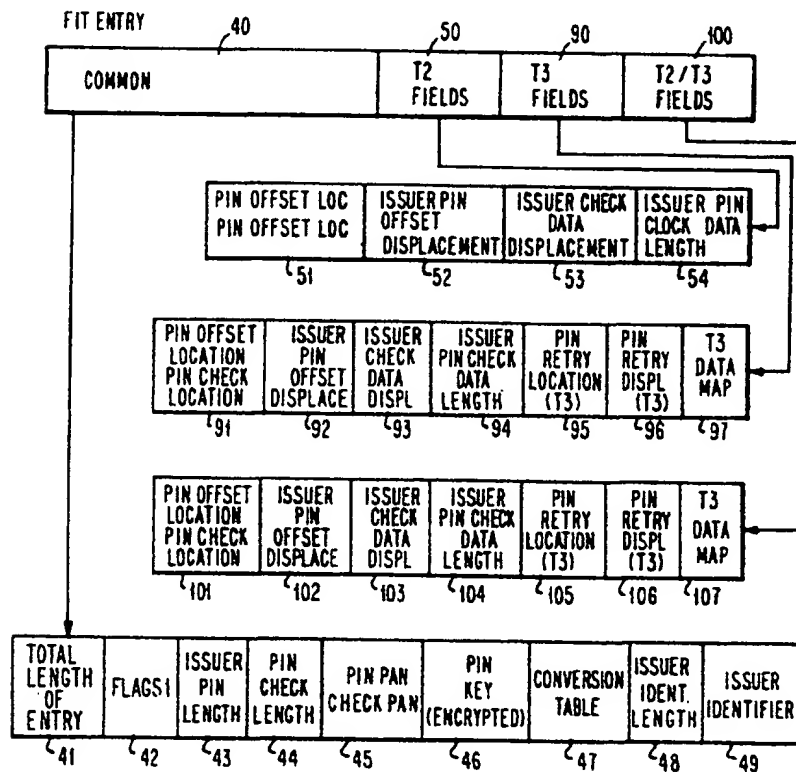 FIT ENTRY
40
50
90
100
COMMON
T2
FIELDS
T3
FIELDS
T2/T3
FIELDS
PIN OFFSET LOC
PIN OFFSET LOC
ISSUER PIN
OFFSET
DISPLACEMENT
ISSUER CHECK
DATA
DISPLACEMENT
ISSUER PIN
CLOCK DATA
LENGTH
51
52
53
54
PIN OFFSET
LOCATION
PIN CHECK
LOCATION
ISSUER
PIN
OFFSET
DISPLACE
ISSUER
CHECK
DATA
DISPL
ISSUER
PIN CHECK
DATA
LENGTH
PIN
RETRY
LOCATION
(T3)
PIN
RETRY
DISPL
(T3)
T3
DATA
MAP
91
92
93
94
95
96
97
PIN OFFSET
LOCATION
PIN CHECK
LOCATION
ISSUER
PIN
OFFSET
DISPLACE
ISSUER
CHECK
DATA
DISPL
ISSUER
PIN CHECK
DATA
LENGTH
PIN
RETRY
LOCATION
(T3)
PIN
RETRY
DISPL
(T3)
T3
DATA
MAP
101
102
103
104
105
106
107
TOTAL
LENGTH
OF
ENTRY
FLAGS1
ISSUER
PIN
LENGTH
PIN
CHECK
LENGTH
PIN PAN
CHECK PAN
PIN
KEY
(ENCRYPTED)
CONVERSION
TABLE
ISSUER
IDENT.
LENGTH
ISSUER
IDENTIFIER
41
42
43
44
45
46
47
48
49